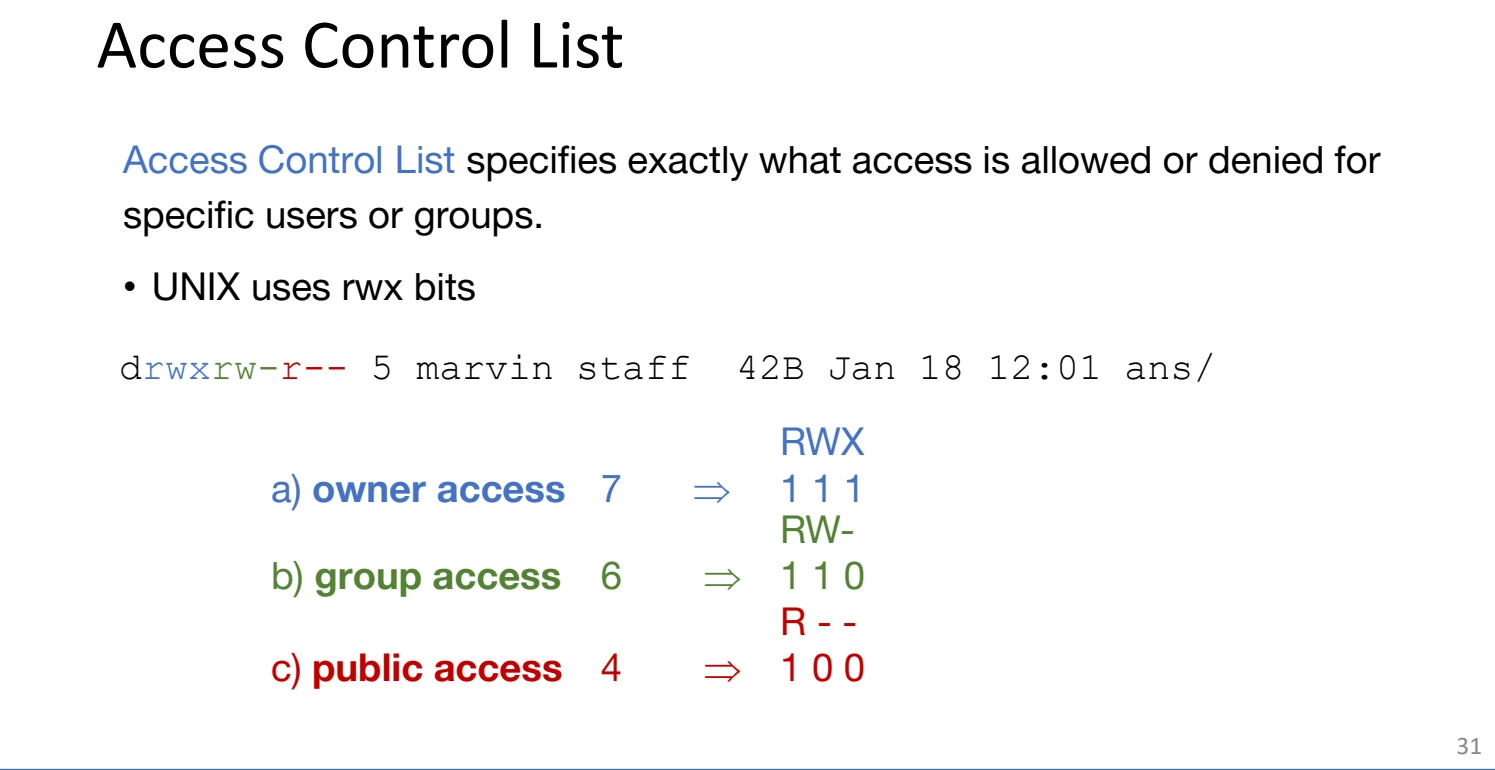 Access Control List
Access Control List specifies exactly what access is allowed or denied for
specific users or groups.
• UNIX uses rwx bits
drwxrw-r-- 5 marvin staff  42B Jan 18 12:01 ans/
RWX
a) owner access 7 ⇒ 1 1 1
RW-
b) group access 6 ⇒ 1 1 0
R - -
c) public access 4 ⇒ 1 0 0
31